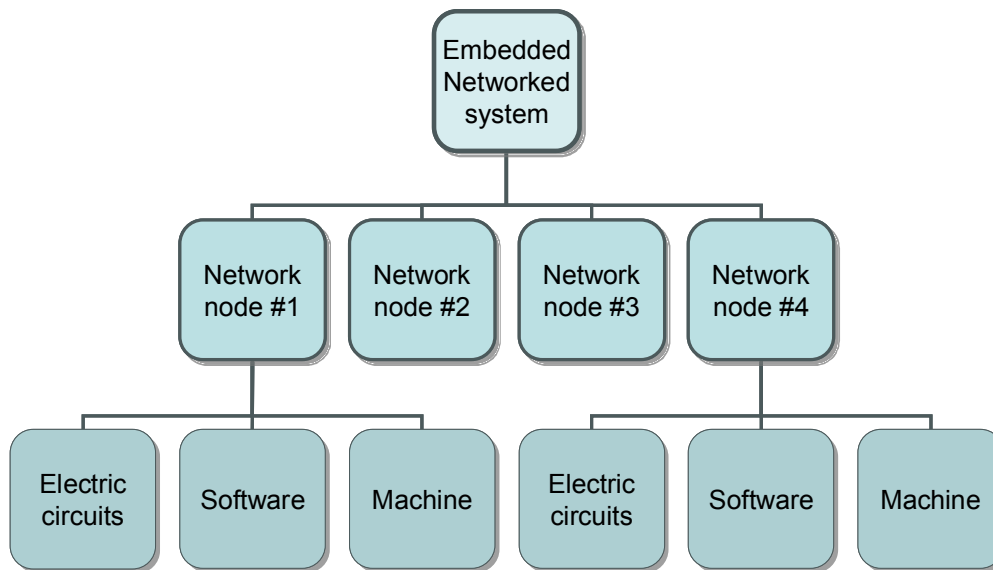 Embedded
Networked
system
Network
node #1
Network
node #2
Network
node #3
Network
node #4
Electric
circuits
Software
Machine
Electric
circuits
Software
Machine